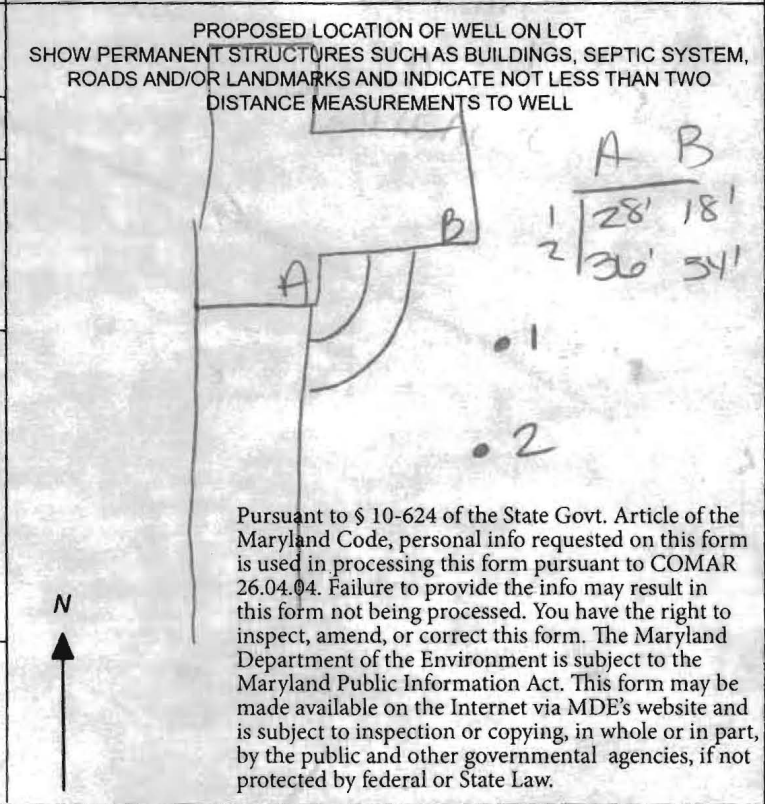 PROPOSED LOCATION OF WELL ON LOT
SHOW PERMANENT STRUCTURES SUCH AS BUILDINGS, SEPTIC SYSTEM,
ROADS AND/OR LANDMARKS AND INDICATE NOT LESS THAN TWO
DISTANCE MEASUREMENTS TO WELL
A B
1 28' 18'
2 36' 34'
B
A
1
2
Pursuant to § 10-624 of the State Govt. Article of the
Maryland Code, personal info requested on this form
is used in processing this form pursuant to COMAR
26.04.04. Failure to provide the info may result in
this form not being processed. You have the right to
inspect, amend, or correct this form. The Maryland
Department of the Environment is subject to the
Maryland Public Information Act. This form may be
made available on the Internet via MDE's website and
is subject to inspection or copying, in whole or in part,
by the public and other governmental agencies, if not
protected by federal or State Law.
N